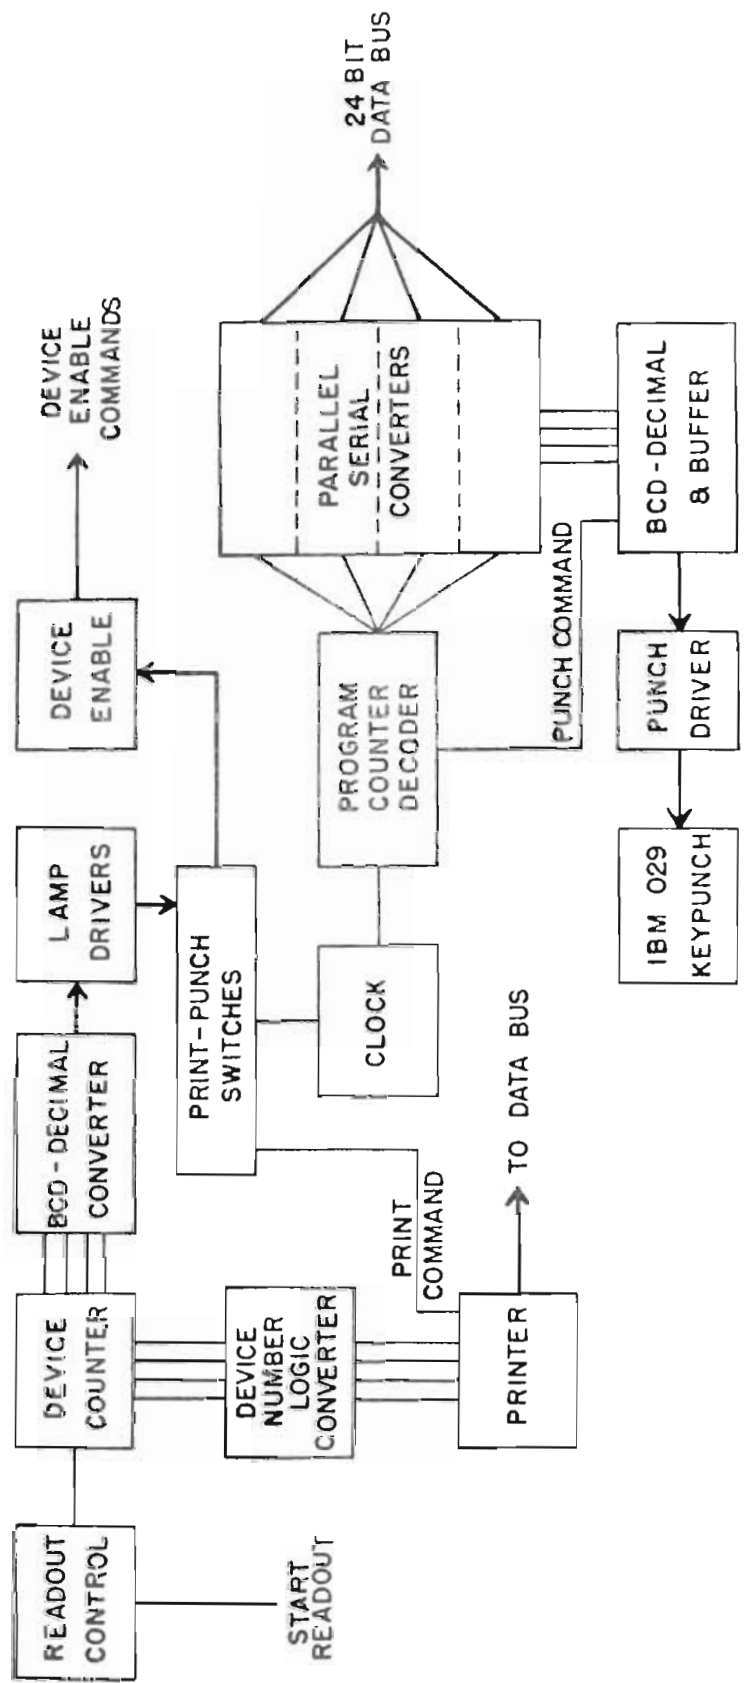 READOUT
CONTROL
START
READOUT
DEVICE
COUNTER
BCD-DECIMAL
CONVERTER
LAMP
DRIVERS
DEVICE
ENABLE
DEVICE
ENABLE
COMMANDS
DEVICE
NUMBER
LOGIC
CONVERTER
PRINT-PUNCH
SWITCHES
PRINT
COMMAND
PRINTER
TO DATA BUS
CLOCK
PROGRAM
COUNTER
DECODER
PARALLEL
SERIAL
CONVERTERS
24 BIT
DATA BUS
PUNCH COMMAND
BCD-DECIMAL
& BUFFER
PUNCH
DRIVER
IBM 029
KEYPUNCH